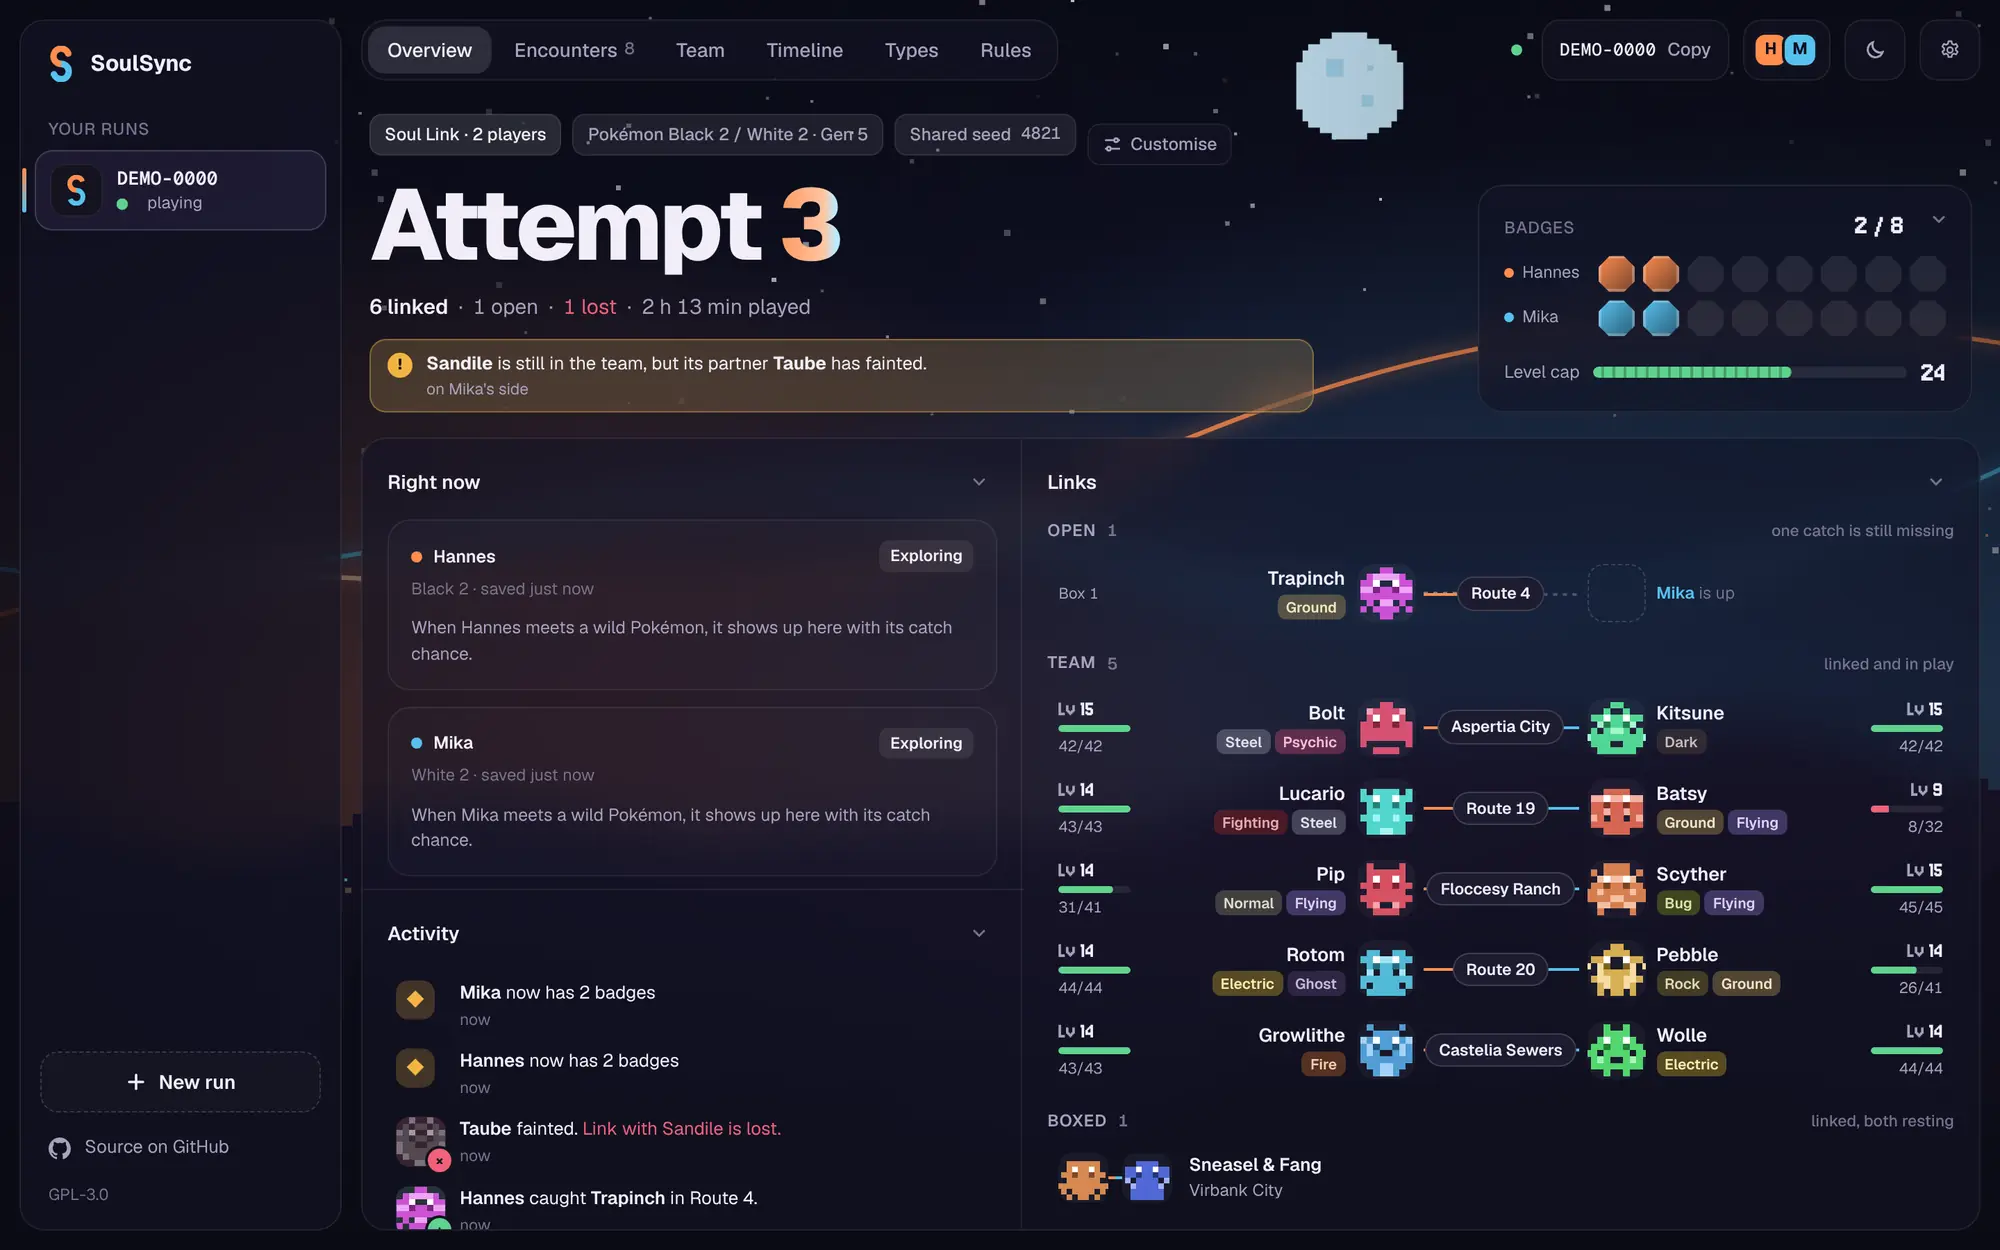 SoulSync
YOUR RUNS
DEMO-0000
playing
New run
Source on GitHub
GPL-3.0
Overview
Encounters 8
Team
Timeline
Types
Rules
DEMO-0000 Copy
H M
Soul Link · 2 players
Pokémon Black 2 / White 2 · Gen 5
Shared seed 4821
Customise
Attempt 3
6 linked · 1 open · 1 lost · 2 h 13 min played
! Sandile is still in the team, but its partner Taube has fainted.
on Mika's side
BADGES 2 / 8
Hannes
Mika
Level cap 24
Right now
Hannes Exploring
Black 2 · saved just now
When Hannes meets a wild Pokémon, it shows up here with its catch
chance.
Mika Exploring
White 2 · saved just now
When Mika meets a wild Pokémon, it shows up here with its catch
chance.
Activity
Mika now has 2 badges
now
Hannes now has 2 badges
now
Taube fainted. Link with Sandile is lost.
now
Hannes caught Trapinch in Route 4.
now
Links
OPEN 1 one catch is still missing
Box 1 Trapinch Ground Route 4 Mika is up
TEAM 5 linked and in play
Lv 15 Bolt Kitsune Lv 15
Aspertia City
42/42 Steel Psychic Dark 42/42
Lv 14 Lucario Batsy Lv 9
Route 19
43/43 Fighting Steel Ground Flying 8/32
Lv 14 Pip Scyther Lv 15
Floccesy Ranch
31/41 Normal Flying Bug Flying 45/45
Lv 14 Rotom Pebble Lv 14
Route 20
44/44 Electric Ghost Rock Ground 26/41
Lv 14 Growlithe Wolle Lv 14
Castelia Sewers
43/43 Fire Electric 44/44
BOXED 1 linked, both resting
Sneasel & Fang
Virbank City